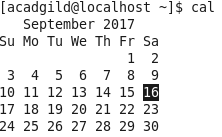 [acadgild@localhost ~]$ cal
   September 2017
Su Mo Tu We Th Fr Sa
                1  2
 3  4  5  6  7  8  9
10 11 12 13 14 15 16
17 18 19 20 21 22 23
24 25 26 27 28 29 30